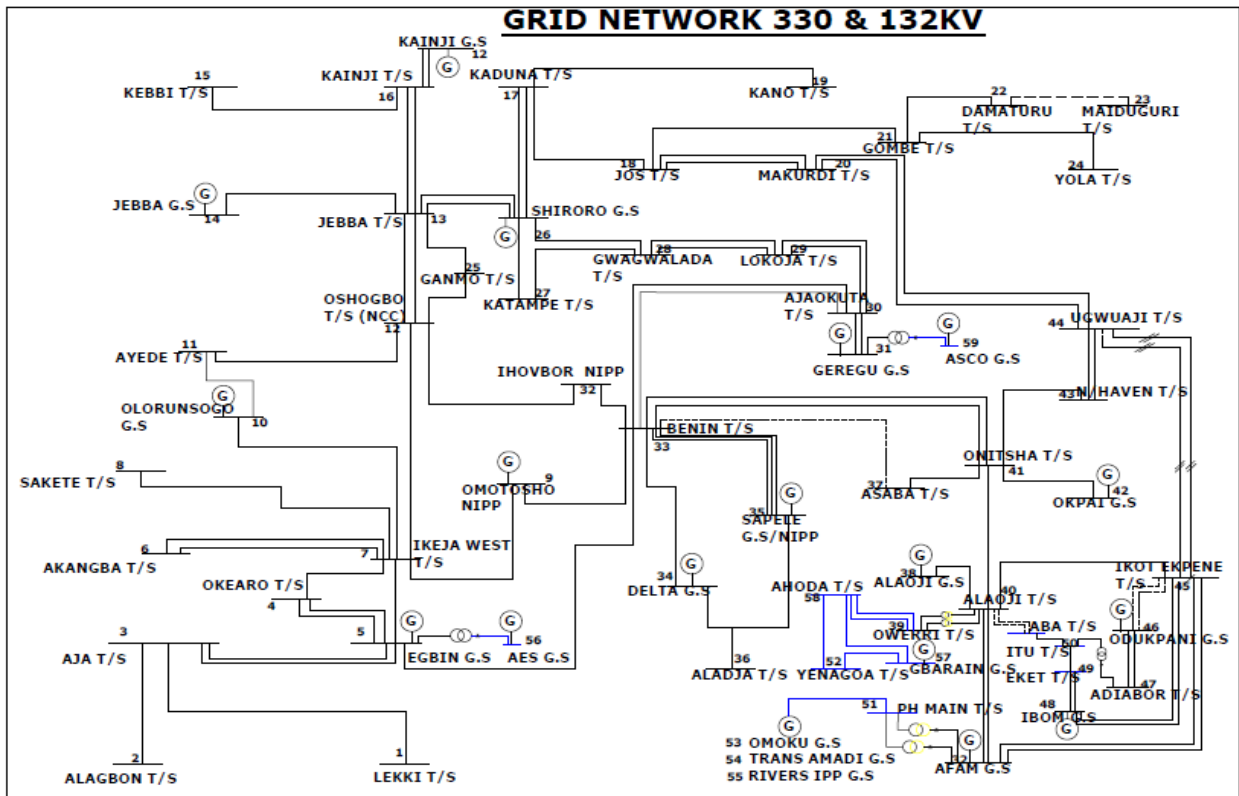 GRID NETWORK 330 & 132KV
KAINJI G.S
12
G
15
KEBBI T/S
KAINJI T/S
16
KADUNA T/S
17
19
KANO T/S
22
DAMATURU
T/S
23
MAIDUGURI
T/S
21
GOMBE T/S
18
JOS T/S
20
MAKURDI T/S
24
YOLA T/S
G
JEBBA G.S
14
JEBBA T/S
13
SHIRORO G.S
G
26
28
GWAGWALADA
T/S
29
LOKOJA T/S
25
GANMO T/S
27
KATAMPE T/S
OSHOGBO
T/S (NCC)
12
AJAOKUTA
T/S
30
44
UGWUAJI T/S
11
AYEDE T/S
G
31
GEREGU G.S
G
59
ASCO G.S
IHOVBOR NIPP
32
G
OLORUNSOGO
G.S
10
43
N/HAVEN T/S
BENIN T/S
33
8
SAKETE T/S
G
9
OMOTOSHO
NIPP
G
35
SAPELE
G.S/NIPP
37
ASABA T/S
ONITSHA T/S
41
G
42
OKPAI G.S
6
AKANGBA T/S
7
IKEJA WEST
T/S
OKEARO T/S
4
G
34
DELTA G.S
AHODA T/S
58
G
ALAOJI G.S
38
40
ALAOJI T/S
IKOT EKPENE
T/S
45
3
AJA T/S
5
G
EGBIN G.S
G
56
AES G.S
39
OWERRI T/S
ABA T/S
50
ITU T/S
G
46
ODUKPANI G.S
36
ALADJA T/S
52
YENAGOA T/S
G
57
GBARAIN G.S
EKET T/S
49
47
ADIABOR T/S
48
IBOM G.S
G
51
PH MAIN T/S
G
53 OMOKU G.S
54 TRANS AMADI G.S
55 RIVERS IPP G.S
G
32
AFAM G.S
2
ALAGBON T/S
1
LEKKI T/S